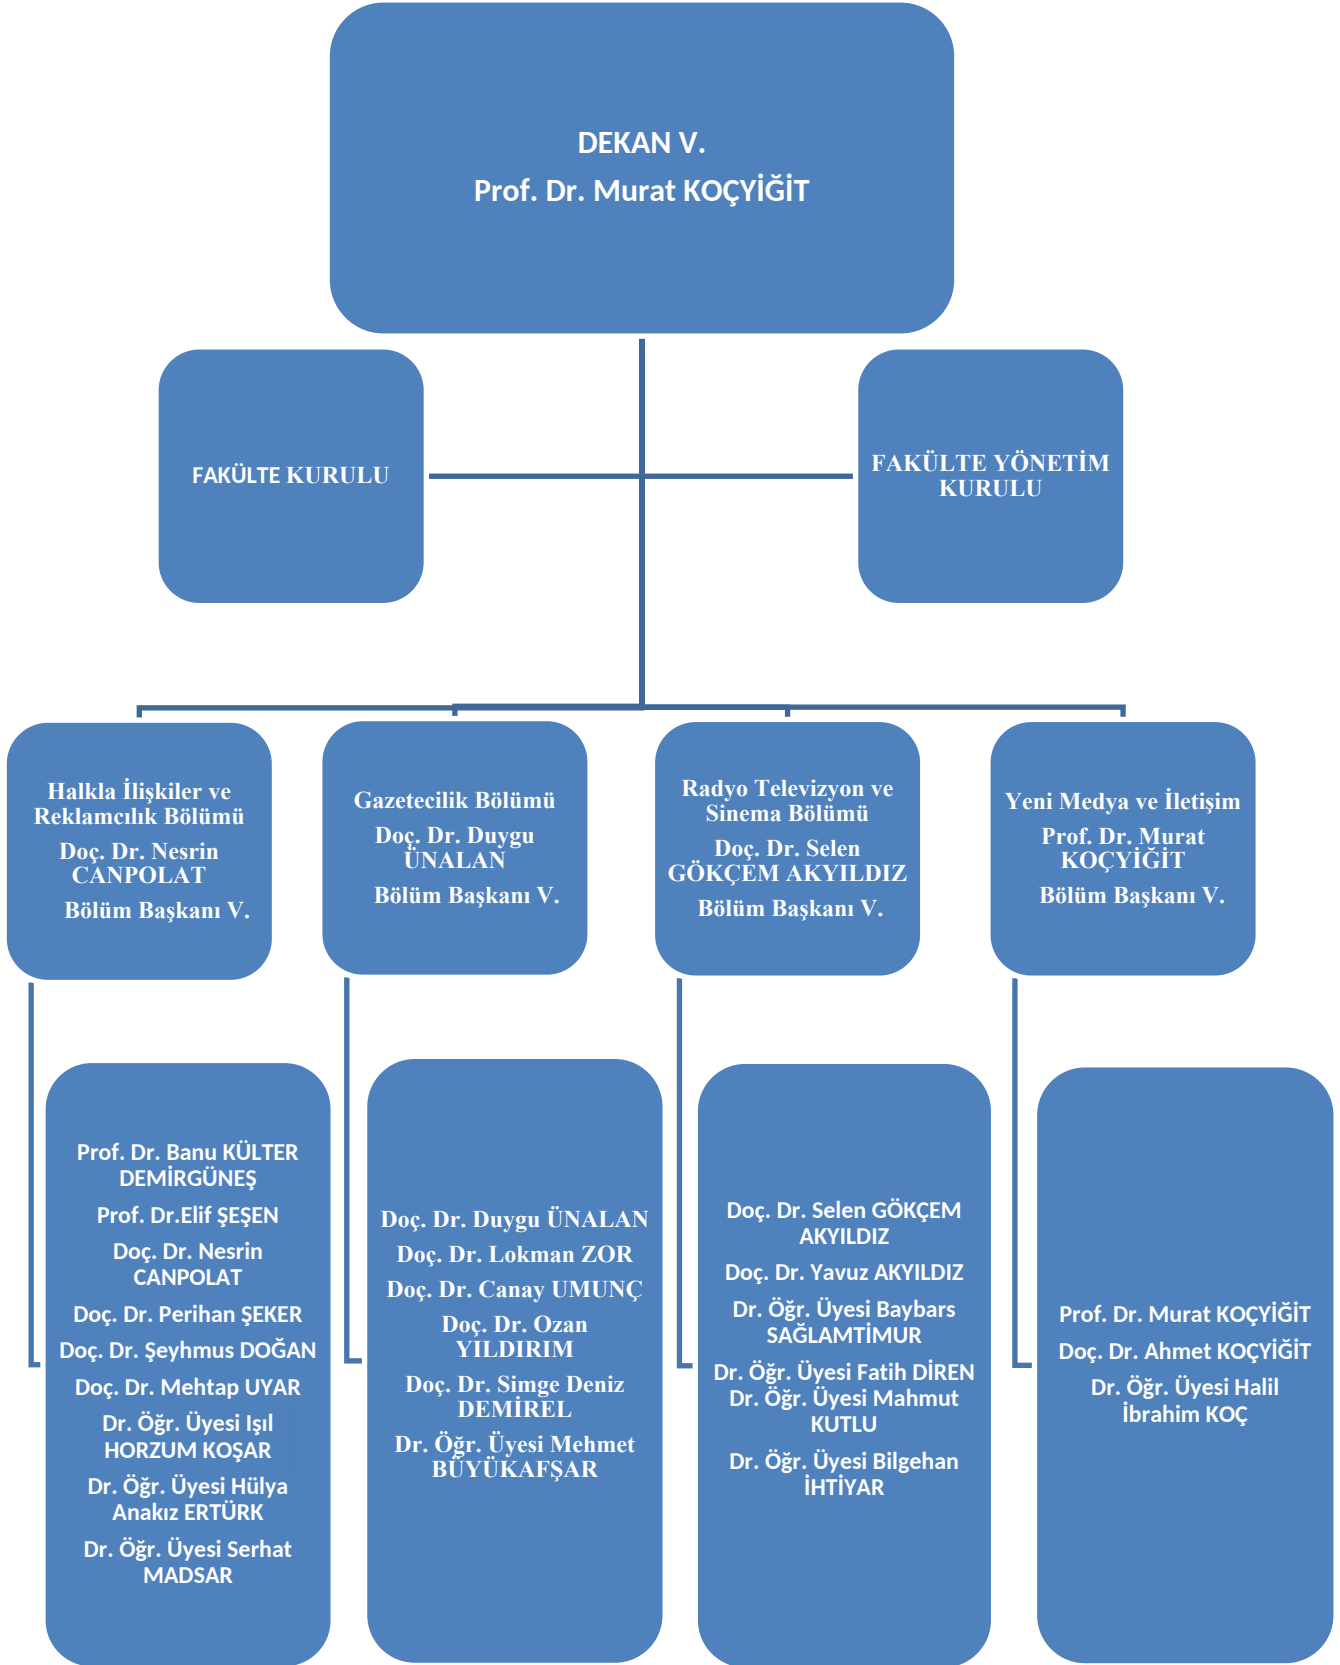 DEKAN V.
Prof. Dr. Murat KOÇYİĞİT
FAKÜLTE KURULU
FAKÜLTE YÖNETİM
KURULU
Halkla İlişkiler ve
Reklamcılık Bölümü
Doç. Dr. Nesrin
CANPOLAT
Bölüm Başkanı V.
Gazetecilik Bölümü
Doç. Dr. Duygu
ÜNALAN
Bölüm Başkanı V.
Radyo Televizyon ve
Sinema Bölümü
Doç. Dr. Selen
GÖKÇEM AKYILDIZ
Bölüm Başkanı V.
Yeni Medya ve İletişim
Prof. Dr. Murat
KOÇYİĞİT
Bölüm Başkanı V.
Prof. Dr. Banu KÜLTER
DEMİRGÜNEŞ
Prof. Dr.Elif ŞEŞEN
Doç. Dr. Nesrin
CANPOLAT
Doç. Dr. Perihan ŞEKER
Doç. Dr. Şeyhmus DOĞAN
Doç. Dr. Mehtap UYAR
Dr. Öğr. Üyesi Işıl
HORZUM KOŞAR
Dr. Öğr. Üyesi Hülya
Anakız ERTÜRK
Dr. Öğr. Üyesi Serhat
MADSAR
Doç. Dr. Duygu ÜNALAN
Doç. Dr. Lokman ZOR
Doç. Dr. Canay UMUNÇ
Doç. Dr. Ozan
YILDIRIM
Doç. Dr. Simge Deniz
DEMİREL
Dr. Öğr. Üyesi Mehmet
BÜYÜKAFŞAR
Doç. Dr. Selen GÖKÇEM
AKYILDIZ
Doç. Dr. Yavuz AKYILDIZ
Dr. Öğr. Üyesi Baybars
SAĞLAMTİMUR
Dr. Öğr. Üyesi Fatih DİREN
Dr. Öğr. Üyesi Mahmut
KUTLU
Dr. Öğr. Üyesi Bilgehan
İHTİYAR
Prof. Dr. Murat KOÇYİĞİT
Doç. Dr. Ahmet KOÇYİĞİT
Dr. Öğr. Üyesi Halil
İbrahim KOÇ